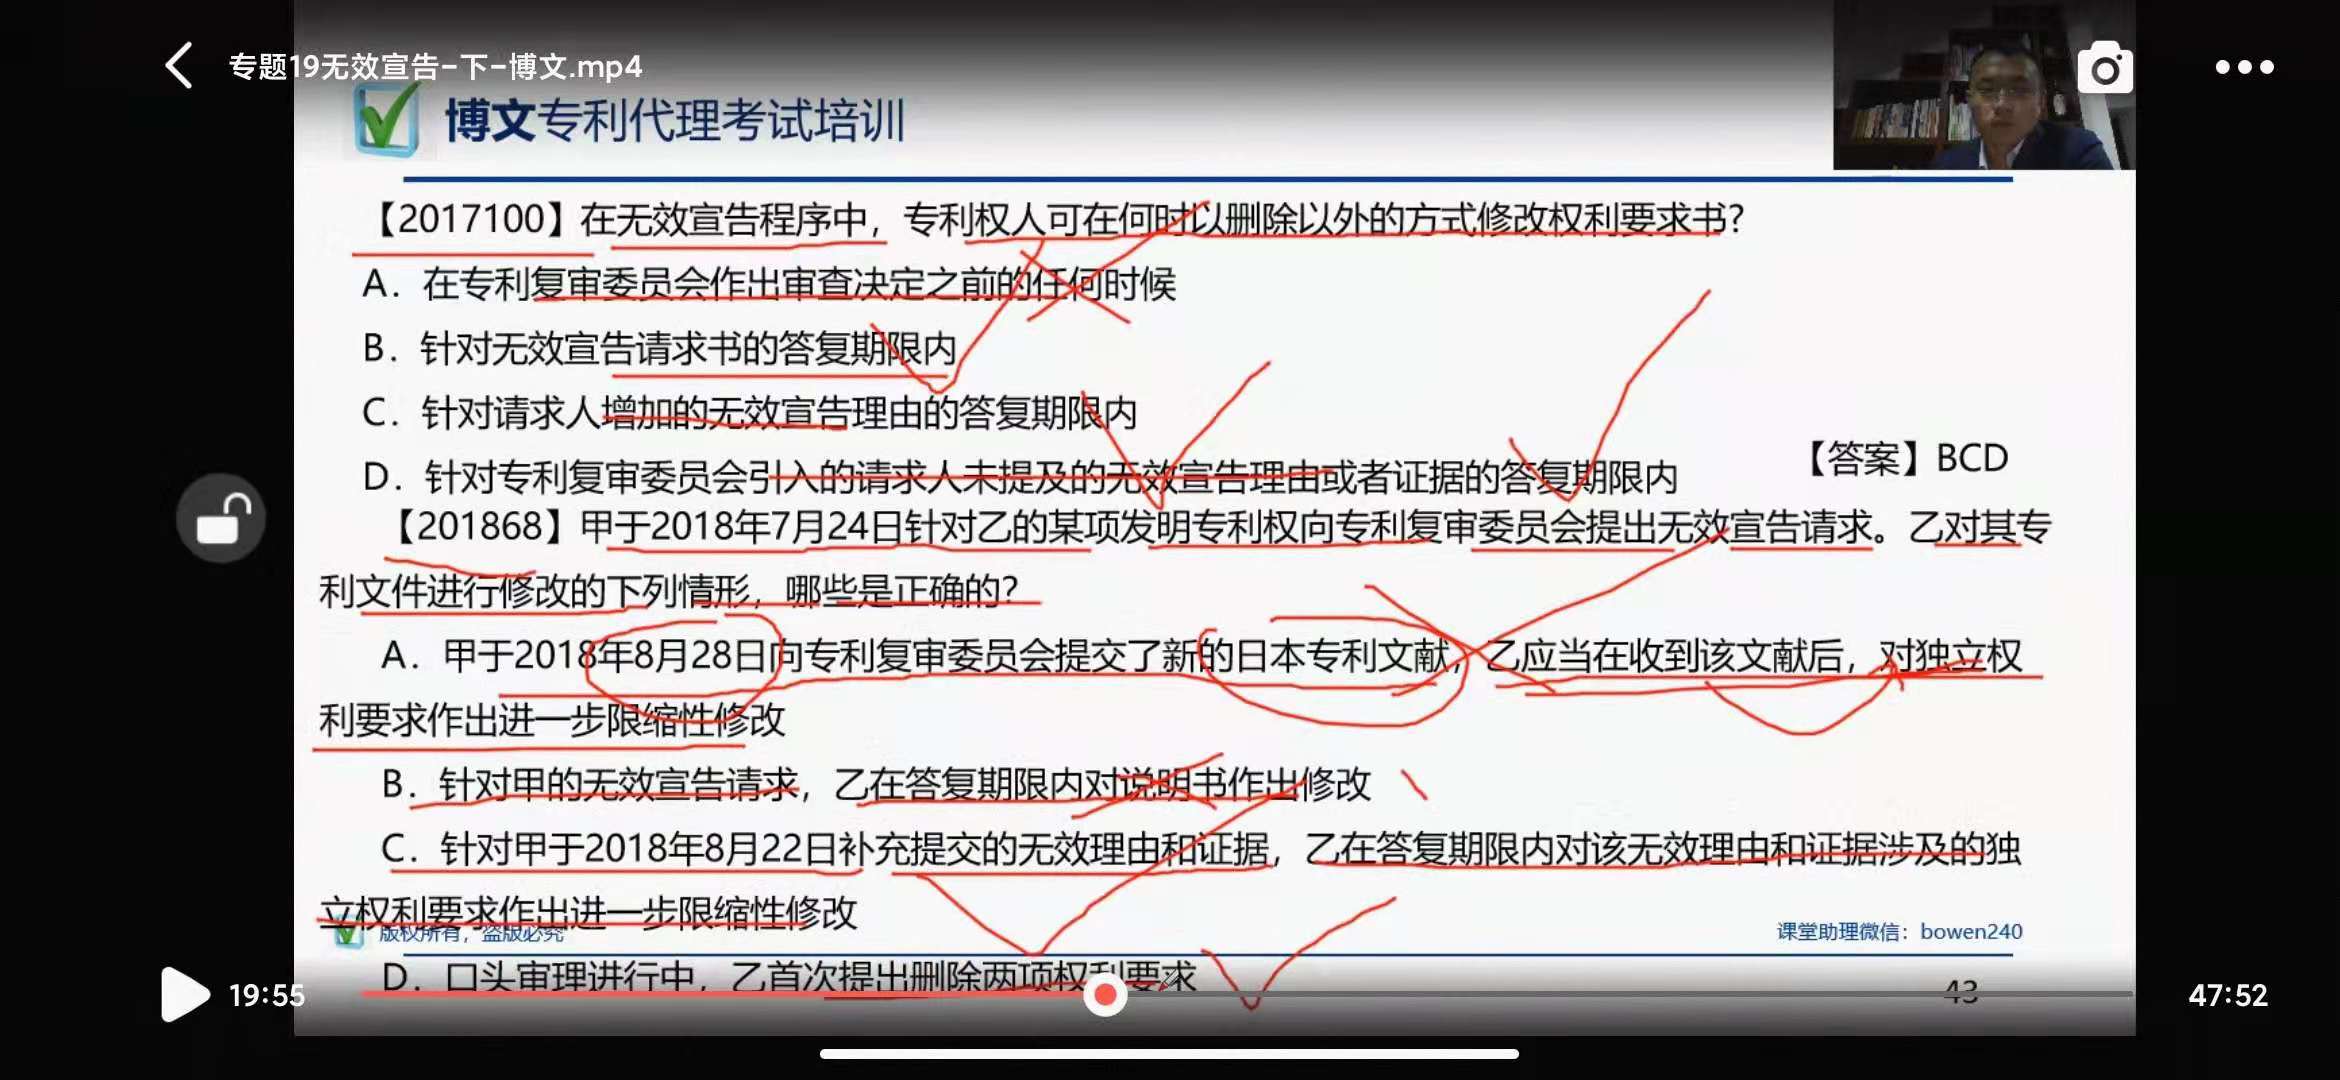 专题19无效宣告-下-博文.mp4
博文专利代理考试培训
【2017100】在无效宣告程序中，专利权人可在何时以删除以外的方式修改权利要求书？
A．在专利复审委员会作出审查决定之前的任何时候
B．针对无效宣告请求书的答复期限内
C．针对请求人增加的无效宣告理由的答复期限内
D．针对专利复审委员会引入的请求人未提及的无效宣告理由或者证据的答复期限内
【答案】BCD
【201868】甲于2018年7月24日针对乙的某项发明专利权向专利复审委员会提出无效宣告请求。乙对其专
利文件进行修改的下列情形，哪些是正确的？
A．甲于2018年8月28日向专利复审委员会提交了新的日本专利文献，乙应当在收到该文献后，对独立权
利要求作出进一步限缩性修改
B．针对甲的无效宣告请求，乙在答复期限内对说明书作出修改
C．针对甲于2018年8月22日补充提交的无效理由和证据，乙在答复期限内对该无效理由和证据涉及的独
立权利要求作出进一步限缩性修改
版权所有，盗版必究
课堂助理微信：bowen240
D．口头审理进行中，乙首次提出删除两项权利要求
43
19:55
47:52